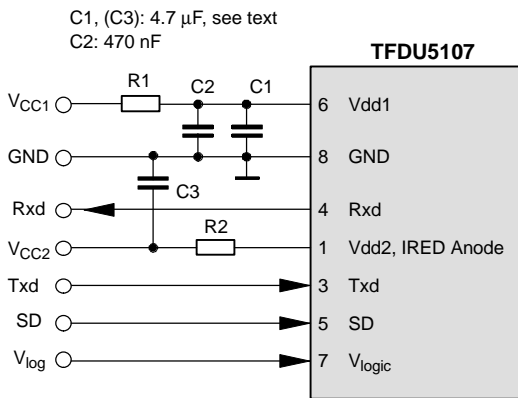 C1, (C3): 4.7 μF, see text
C2: 470 nF
TFDU5107
VCC1 R1 C2 C1 6 Vdd1
GND 8 GND
C3
Rxd 4 Rxd
R2
VCC2 1 Vdd2, IRED Anode
Txd 3 Txd
SD 5 SD
Vlog 7 Vlogic